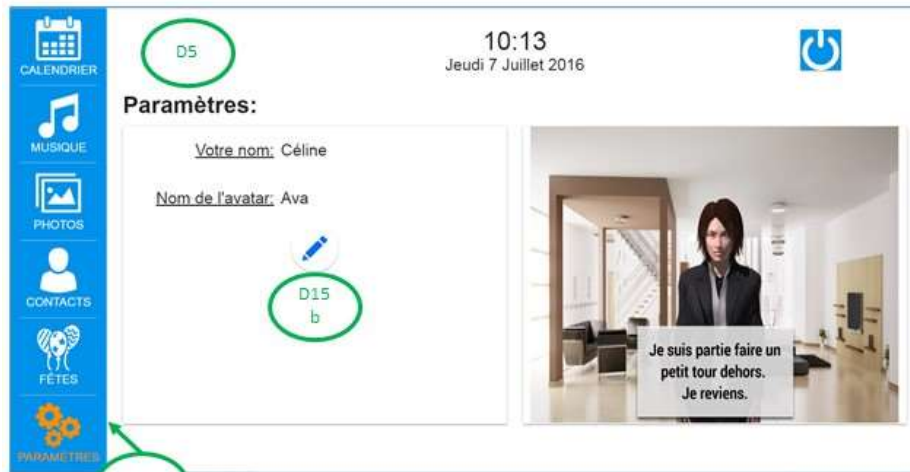 CALENDRIER
MUSIQUE
PHOTOS
CONTACTS
FÊTES
PARAMÈTRES
D5
10:13
Jeudi 7 Juillet 2016
Paramètres:
Votre nom: Céline
Nom de l'avatar: Ava
D15
b
Je suis partie faire un
petit tour dehors.
Je reviens.